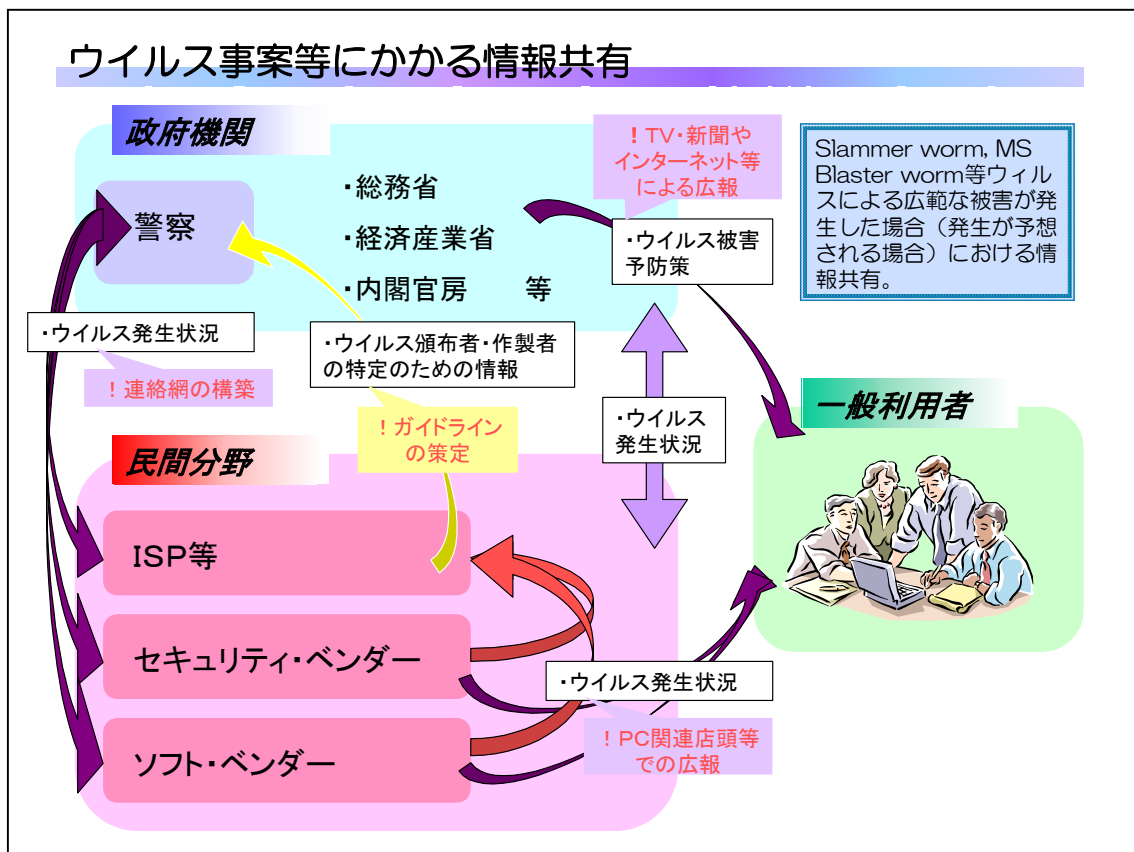 ウイルス事案等にかかる情報共有
政府機関
警察
・総務省
・経済産業省
・内閣官房　　等
！TV・新聞や
インターネット等
による広報
・ウイルス被害
予防策
Slammer worm, MS
Blaster worm等ウィル
スによる広範な被害が発
生した場合（発生が予想
される場合）における情
報共有。
・ウイルス発生状況
！連絡網の構築
・ウイルス頒布者・作製者
の特定のための情報
！ガイドライン
の策定
・ウイルス
発生状況
一般利用者
民間分野
ISP等
セキュリティ・ベンダー
ソフト・ベンダー
・ウイルス発生状況
！PC関連店頭等
での広報